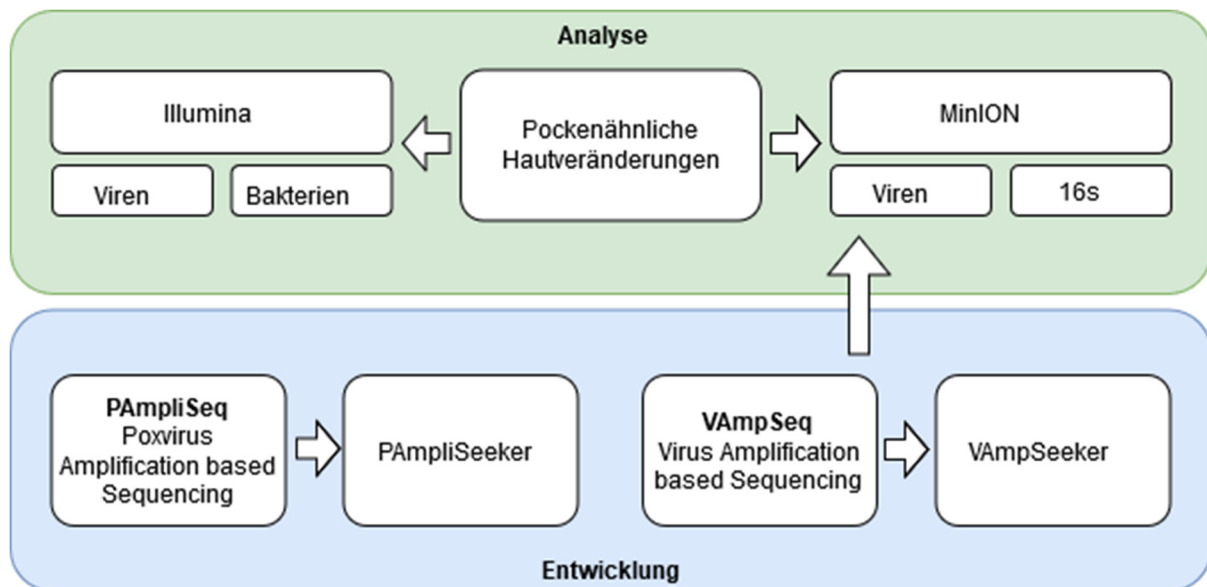 Analyse
Illumina
Pockenähnliche
Hautveränderungen
MinION
Viren
Bakterien
Viren
16s
PAmpliSeq
Poxvirus
Amplification based
Sequencing
PAmpliSeeker
VAmpSeq
Virus Amplification
based Sequencing
VAmpSeeker
Entwicklung